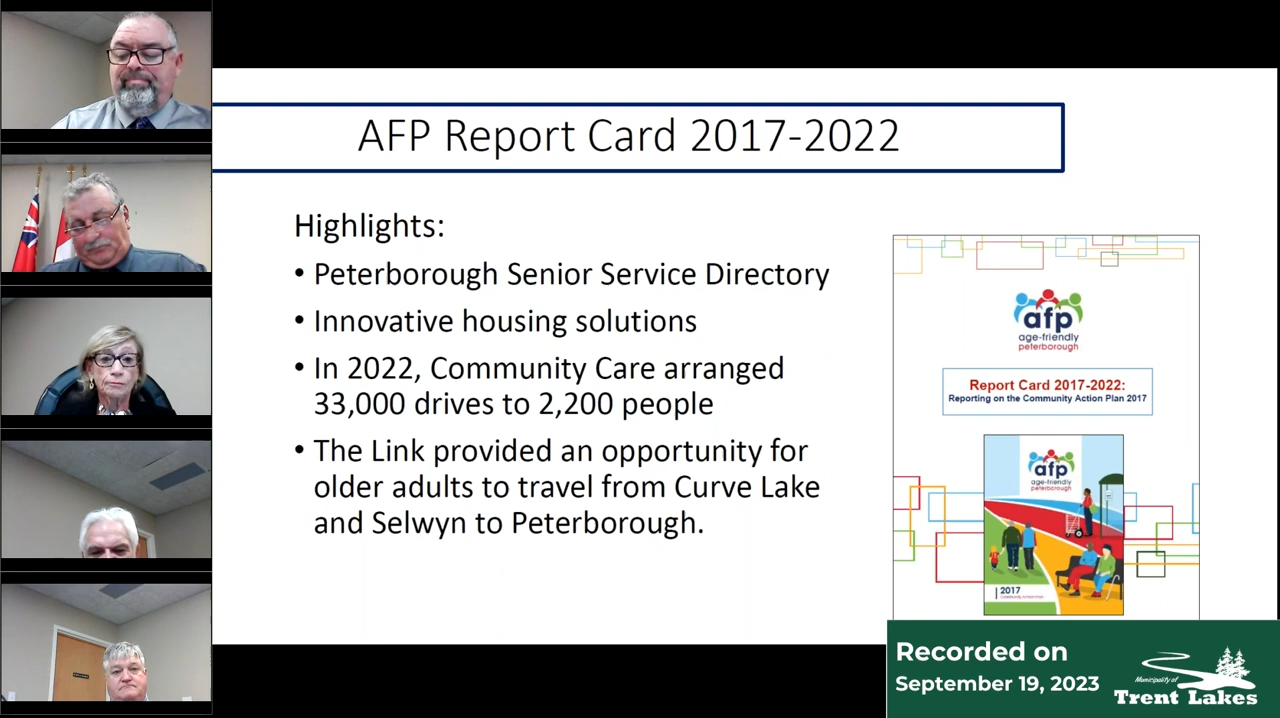 AFP Report Card 2017-2022
Highlights:
• Peterborough Senior Service Directory
• Innovative housing solutions
• In 2022, Community Care arranged
33,000 drives to 2,200 people
• The Link provided an opportunity for
older adults to travel from Curve Lake
and Selwyn to Peterborough.
afp
age-friendly
peterborough
Report Card 2017-2022:
Reporting on the Community Action Plan 2017
afp
age-friendly
peterborough
2017
Recorded on
September 19, 2023
Municipality of
Trent Lakes